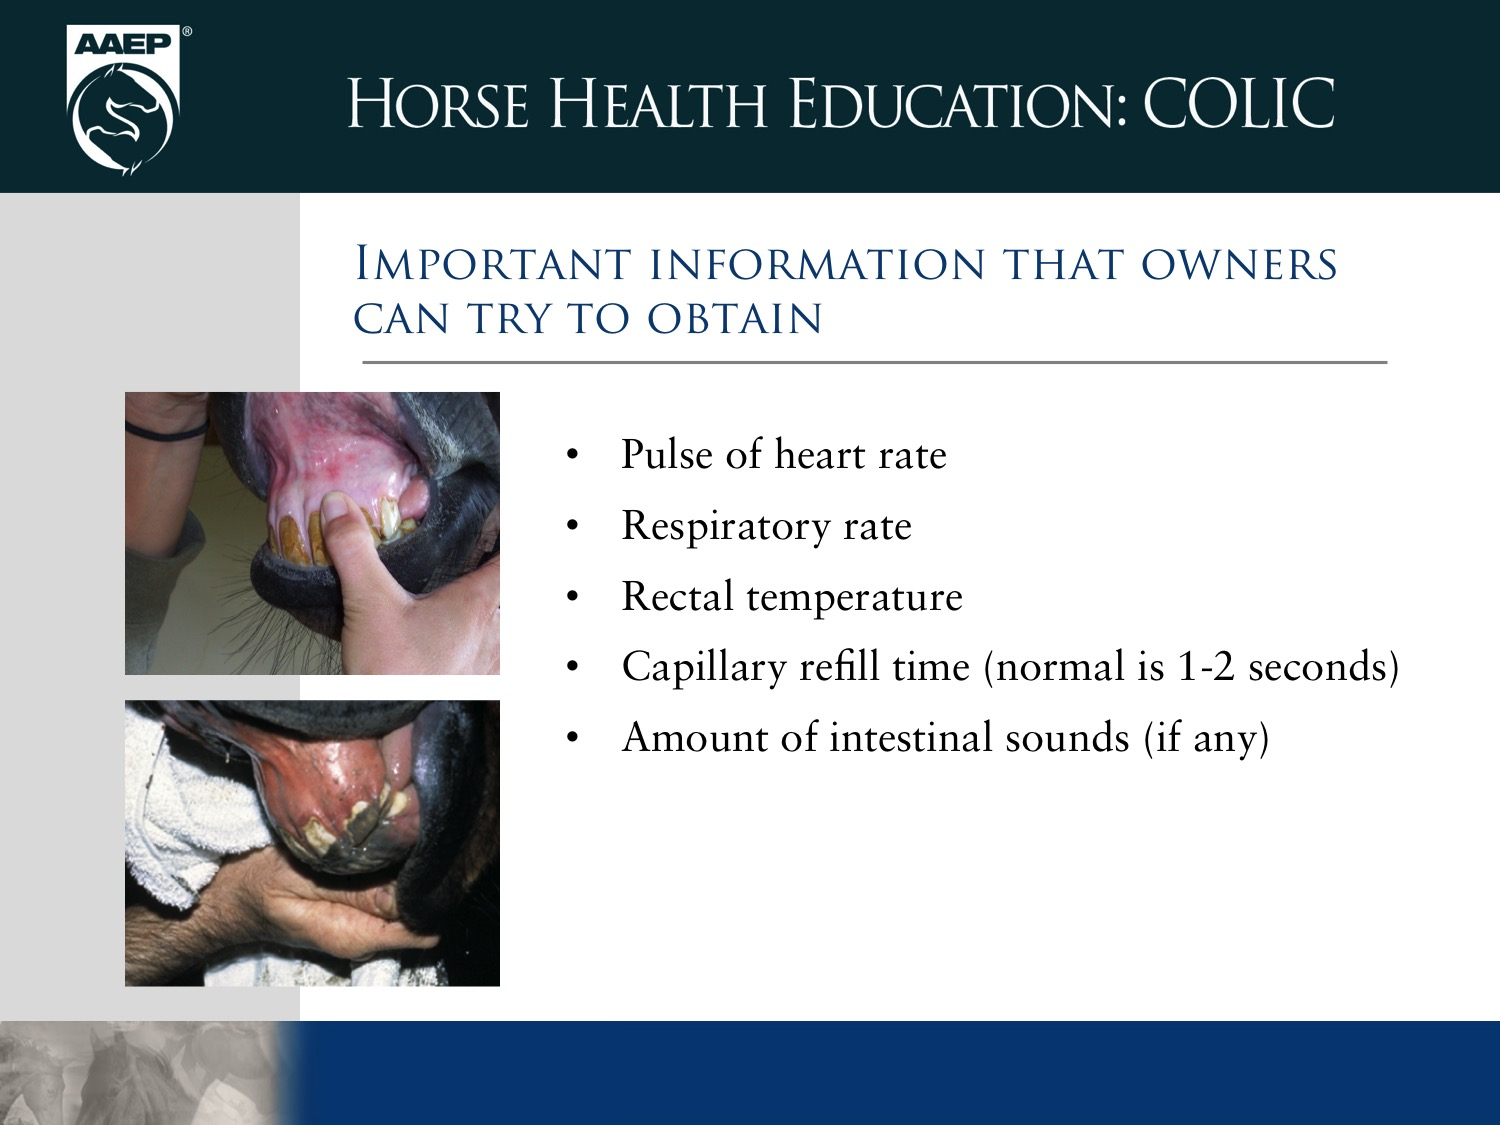 AAEP ®
HORSE HEALTH EDUCATION: COLIC
IMPORTANT INFORMATION THAT OWNERS
CAN TRY TO OBTAIN
• Pulse of heart rate
• Respiratory rate
• Rectal temperature
• Capillary refill time (normal is 1-2 seconds)
• Amount of intestinal sounds (if any)